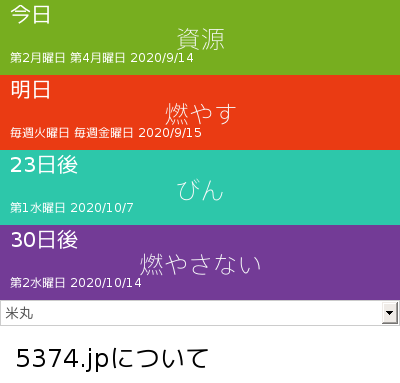 今日
資源
第2月曜日 第4月曜日 2020/9/14
明日
燃やす
毎週火曜日 毎週金曜日 2020/9/15
23日後
びん
第1水曜日 2020/10/7
30日後
燃やさない
第2水曜日 2020/10/14
米丸
5374.jpについて